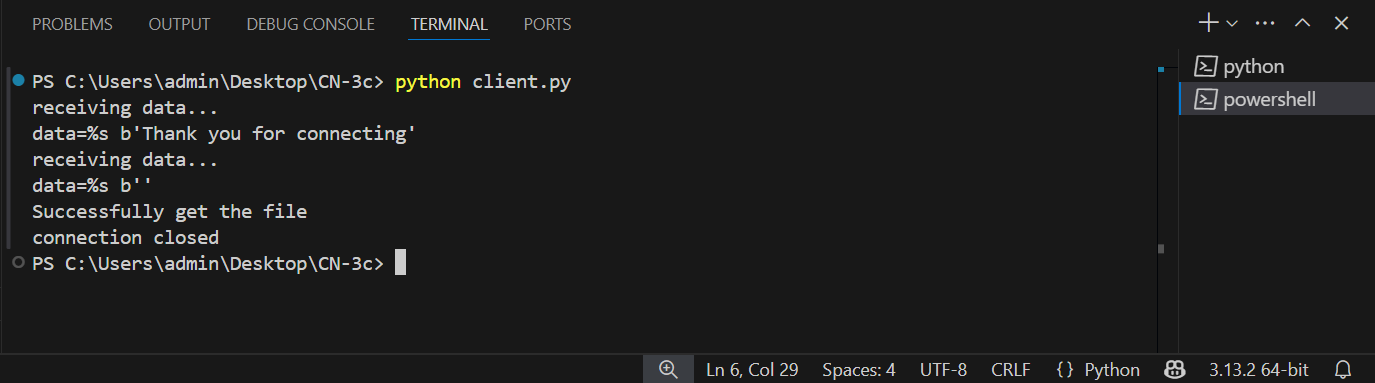 PROBLEMS OUTPUT DEBUG CONSOLE TERMINAL PORTS
PS C:\Users\admin\Desktop\CN-3c> python client.py
receiving data...
data=%s b'Thank you for connecting'
receiving data...
data=%s b''
Successfully get the file
connection closed
PS C:\Users\admin\Desktop\CN-3c>
python
powershell
Ln 6, Col 29 Spaces: 4 UTF-8 CRLF {} Python 3.13.2 64-bit